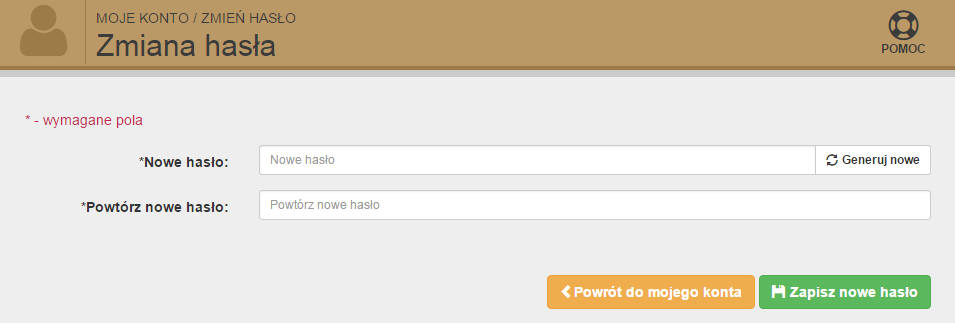 MOJE KONTO / ZMIEŃ HASŁO
Zmiana hasła
POMOC
* - wymagane pola
*Nowe hasło:
Nowe hasło
Generuj nowe
*Powtórz nowe hasło:
Powtórz nowe hasło
Powrót do mojego konta
Zapisz nowe hasło